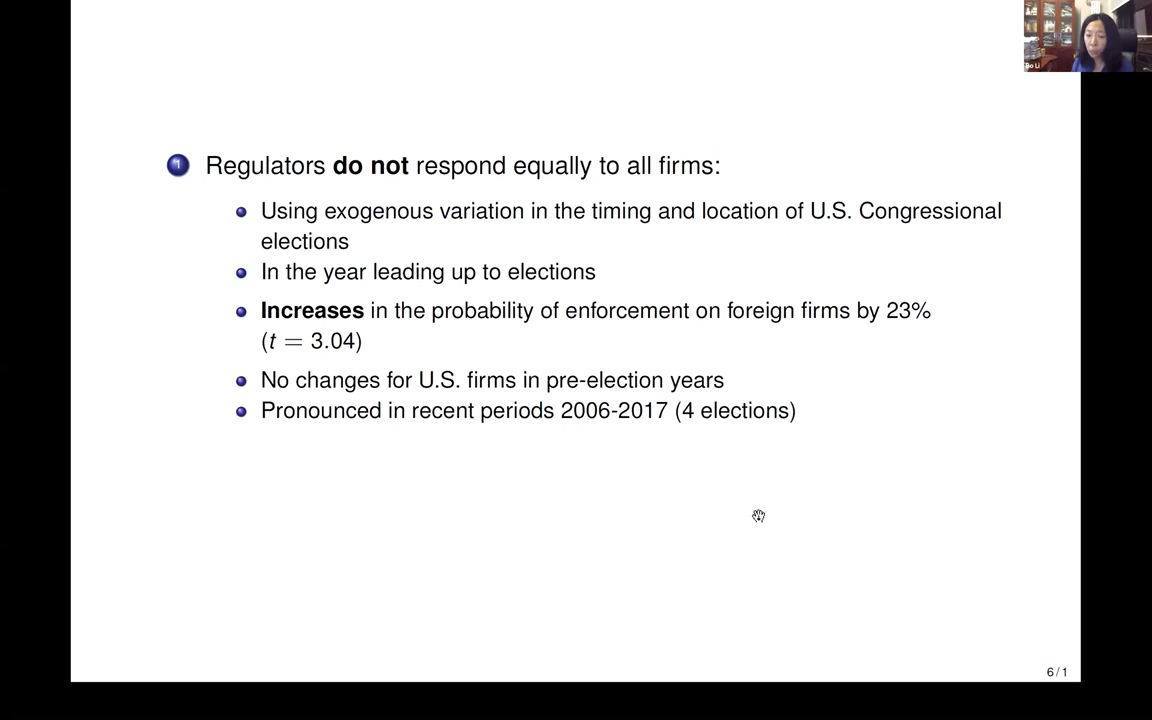 Bo Li
1 Regulators do not respond equally to all firms:
Using exogenous variation in the timing and location of U.S. Congressional
elections
In the year leading up to elections
Increases in the probability of enforcement on foreign firms by 23%
(t = 3.04)
No changes for U.S. firms in pre-election years
Pronounced in recent periods 2006-2017 (4 elections)
6 / 1